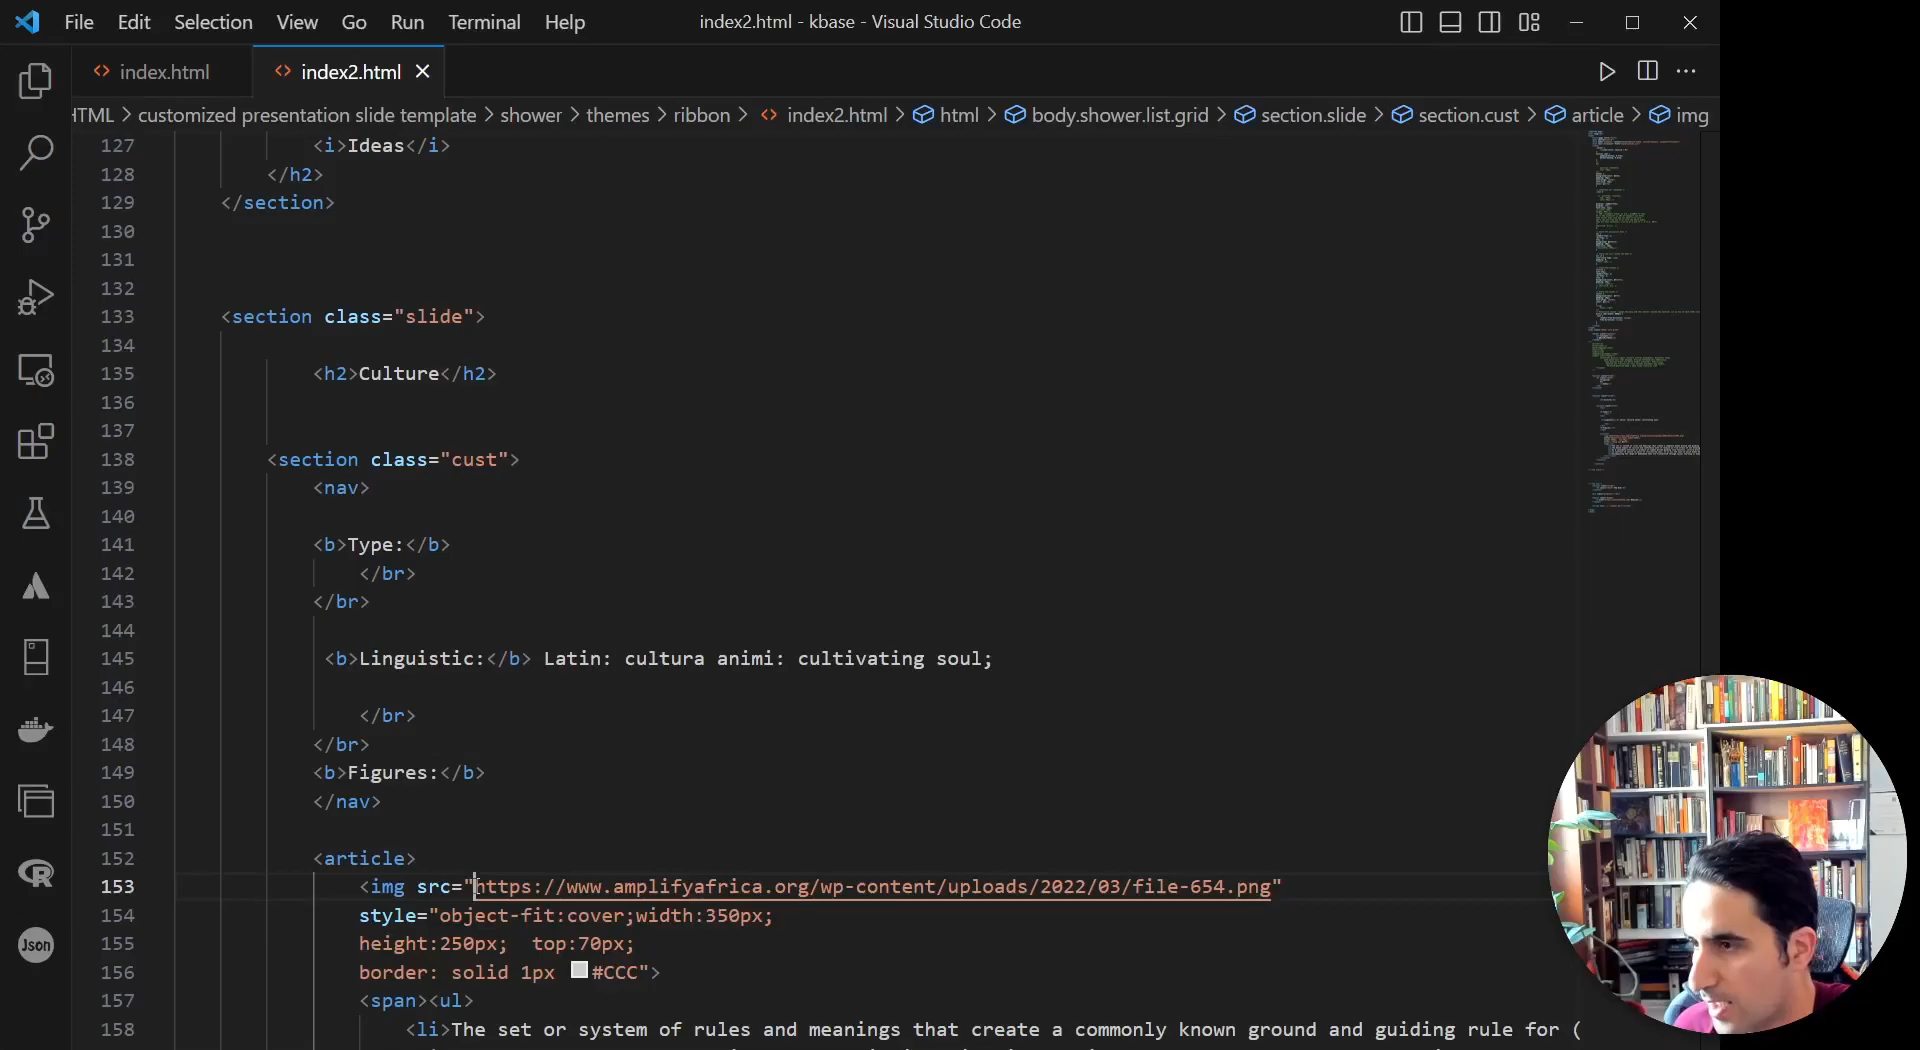 File Edit Selection View Go Run Terminal Help index2.html - kbase - Visual Studio Code
index.html index2.html
HTML > customized presentation slide template > shower > themes > ribbon > index2.html > html > body.shower.list.grid > section.slide > section.cust > article > img
127 <i>Ideas</i>
128 </h2>
129 </section>
130
131
132
133 <section class="slide">
134
135 <h2>Culture</h2>
136
137
138 <section class="cust">
139 <nav>
140
141 <b>Type:</b>
142 </br>
143 </br>
144
145 <b>Linguistic:</b> Latin: cultura animi: cultivating soul;
146
147 </br>
148 </br>
149 <b>Figures:</b>
150 </nav>
151
152 <article>
153 <img src="https://www.amplifyafrica.org/wp-content/uploads/2022/03/file-654.png"
154 style="object-fit:cover;width:350px;
155 height:250px; top:70px;
156 border: solid 1px #CCC">
157 <span><ul>
158 <li>The set or system of rules and meanings that create a commonly known ground and guiding rule for (
Json